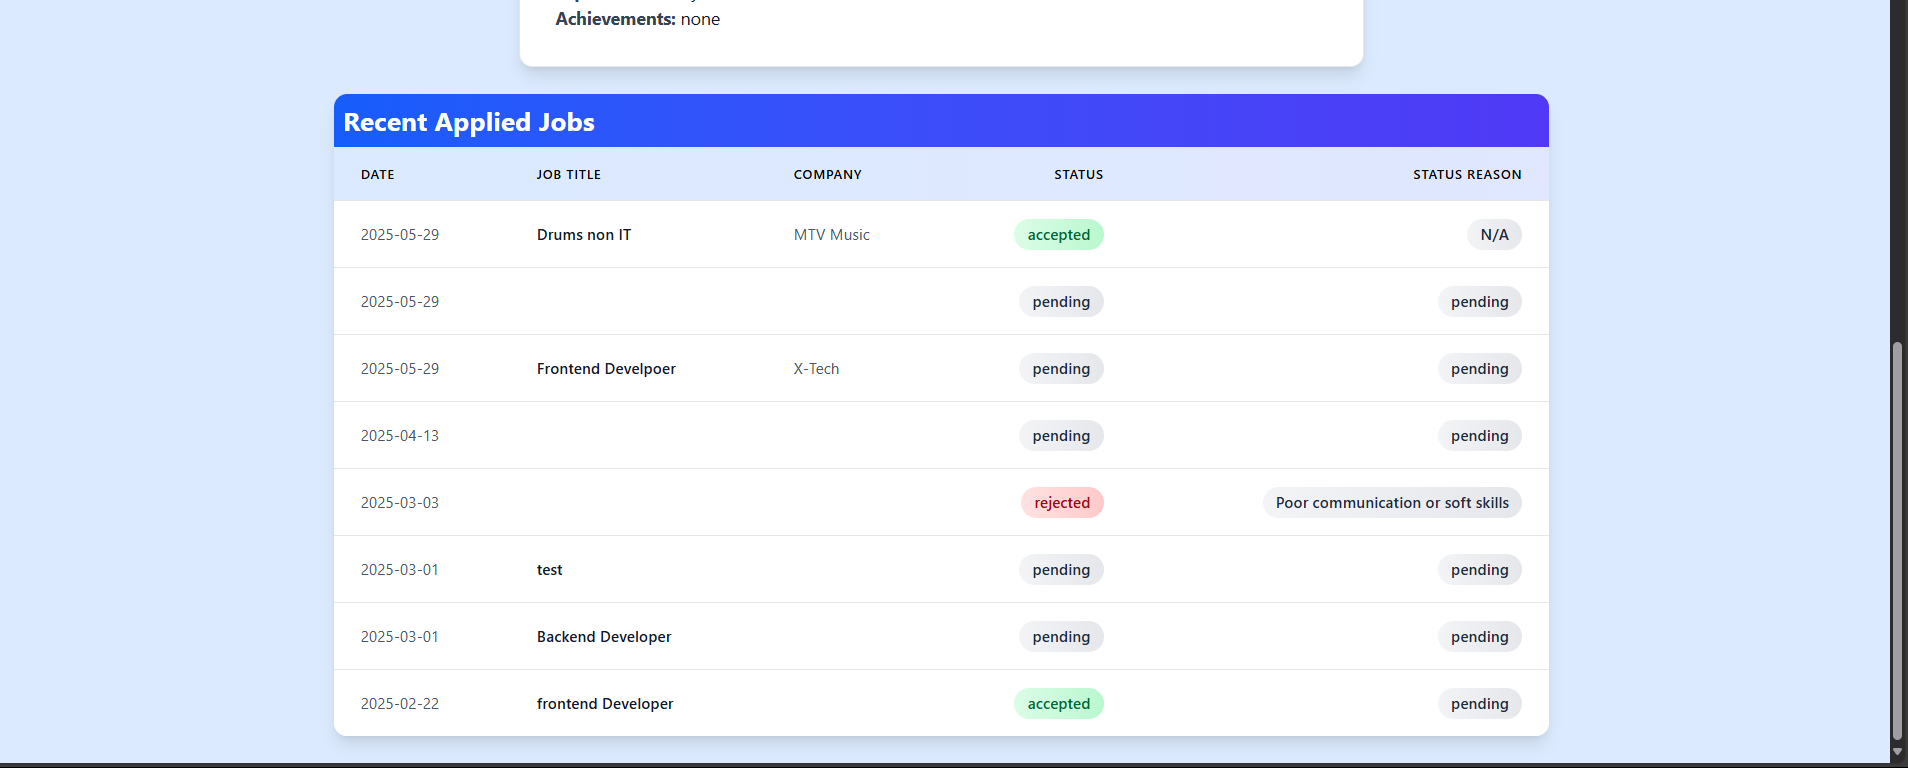 Achievements: none
Recent Applied Jobs
DATE JOB TITLE COMPANY STATUS STATUS REASON
2025-05-29 Drums non IT MTV Music accepted N/A
2025-05-29 pending pending
2025-05-29 Frontend Develpoer X-Tech pending pending
2025-04-13 pending pending
2025-03-03 rejected Poor communication or soft skills
2025-03-01 test pending pending
2025-03-01 Backend Developer pending pending
2025-02-22 frontend Developer accepted pending